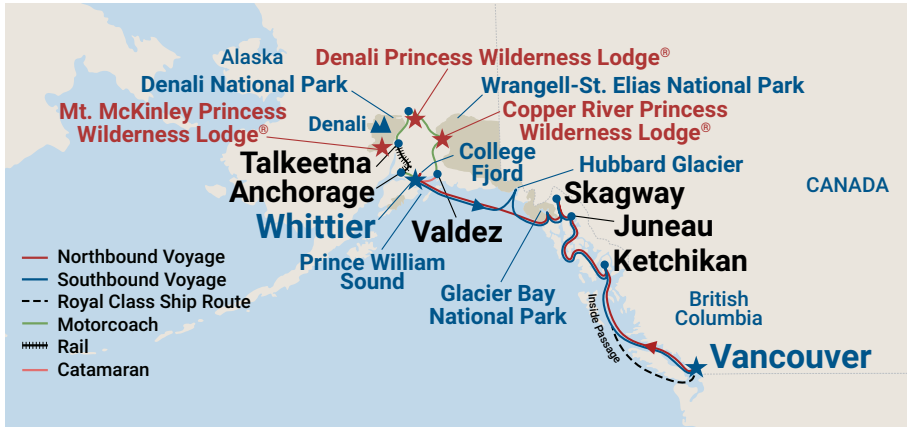 Alaska
Denali Princess Wilderness Lodge®
Denali National Park
Wrangell-St. Elias National Park
Mt. McKinley Princess
Wilderness Lodge®
Denali
Copper River Princess
Wilderness Lodge®
Talkeetna
College
Fjord
Hubbard Glacier
Anchorage
Skagway
CANADA
Whittier
Valdez
Juneau
Prince William
Sound
Ketchikan
Glacier Bay
National Park
British
Columbia
Inside Passage
Vancouver
Northbound Voyage
Southbound Voyage
Royal Class Ship Route
Motorcoach
Rail
Catamaran